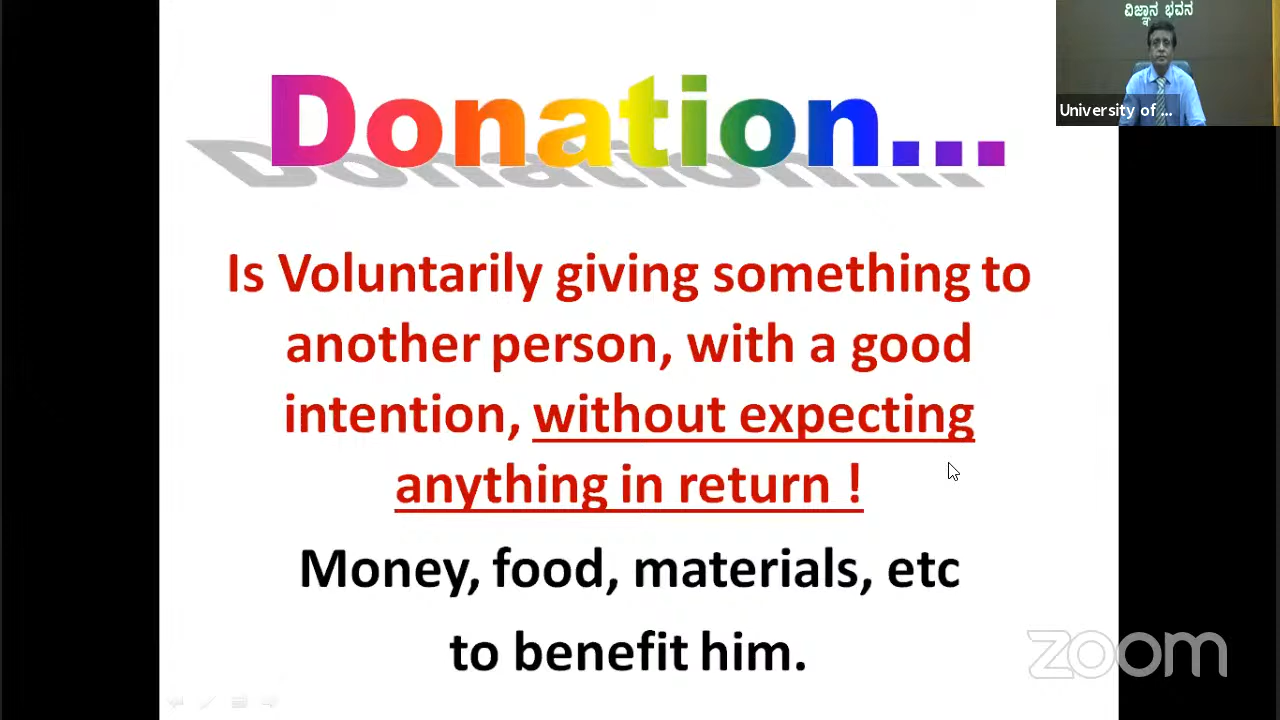 ವಿಜ್ಞಾನ ಭವನ
University of ...
Donation...
Is Voluntarily giving something to
another person, with a good
intention, without expecting
anything in return !
Money, food, materials, etc
to benefit him.
zoom